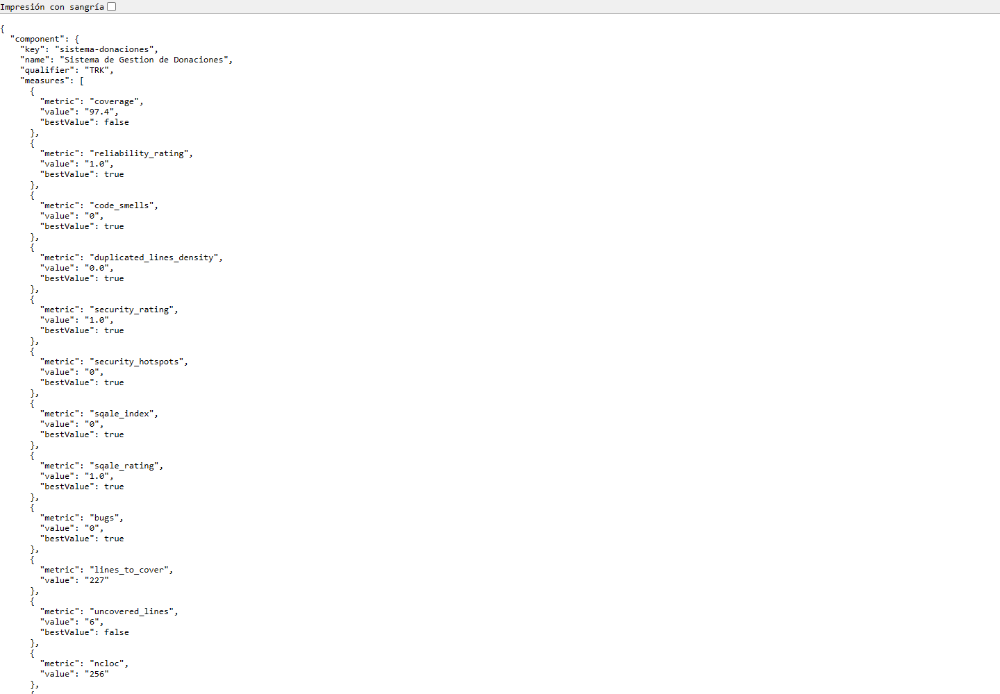 Impresión con sangría
{
  "component": {
    "key": "sistema-donaciones",
    "name": "Sistema de Gestion de Donaciones",
    "qualifier": "TRK",
    "measures": [
      {
        "metric": "coverage",
        "value": "97.4",
        "bestValue": false
      },
      {
        "metric": "reliability_rating",
        "value": "1.0",
        "bestValue": true
      },
      {
        "metric": "code_smells",
        "value": "0",
        "bestValue": true
      },
      {
        "metric": "duplicated_lines_density",
        "value": "0.0",
        "bestValue": true
      },
      {
        "metric": "security_rating",
        "value": "1.0",
        "bestValue": true
      },
      {
        "metric": "security_hotspots",
        "value": "0",
        "bestValue": true
      },
      {
        "metric": "sqale_index",
        "value": "0",
        "bestValue": true
      },
      {
        "metric": "sqale_rating",
        "value": "1.0",
        "bestValue": true
      },
      {
        "metric": "bugs",
        "value": "0",
        "bestValue": true
      },
      {
        "metric": "lines_to_cover",
        "value": "227"
      },
      {
        "metric": "uncovered_lines",
        "value": "6",
        "bestValue": false
      },
      {
        "metric": "ncloc",
        "value": "256"
      },
      {